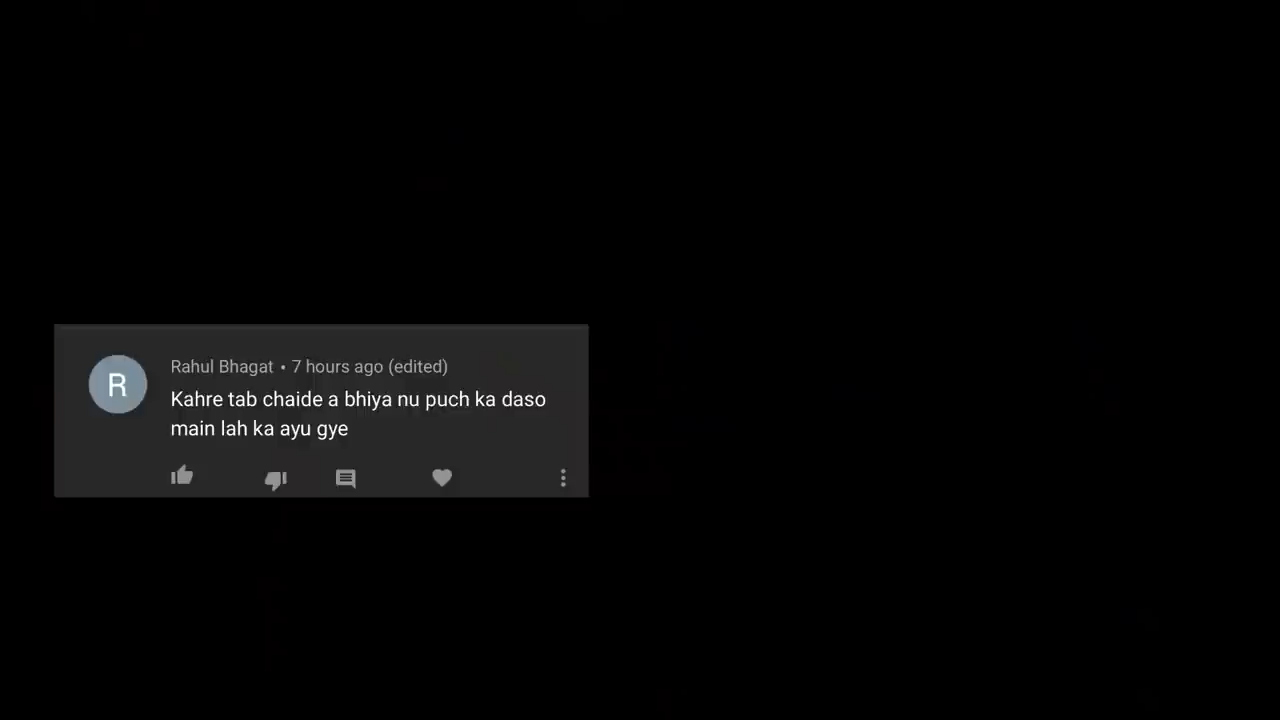 R
Rahul Bhagat • 7 hours ago (edited)
Kahre tab chaide a bhiya nu puch ka daso
main lah ka ayu gye